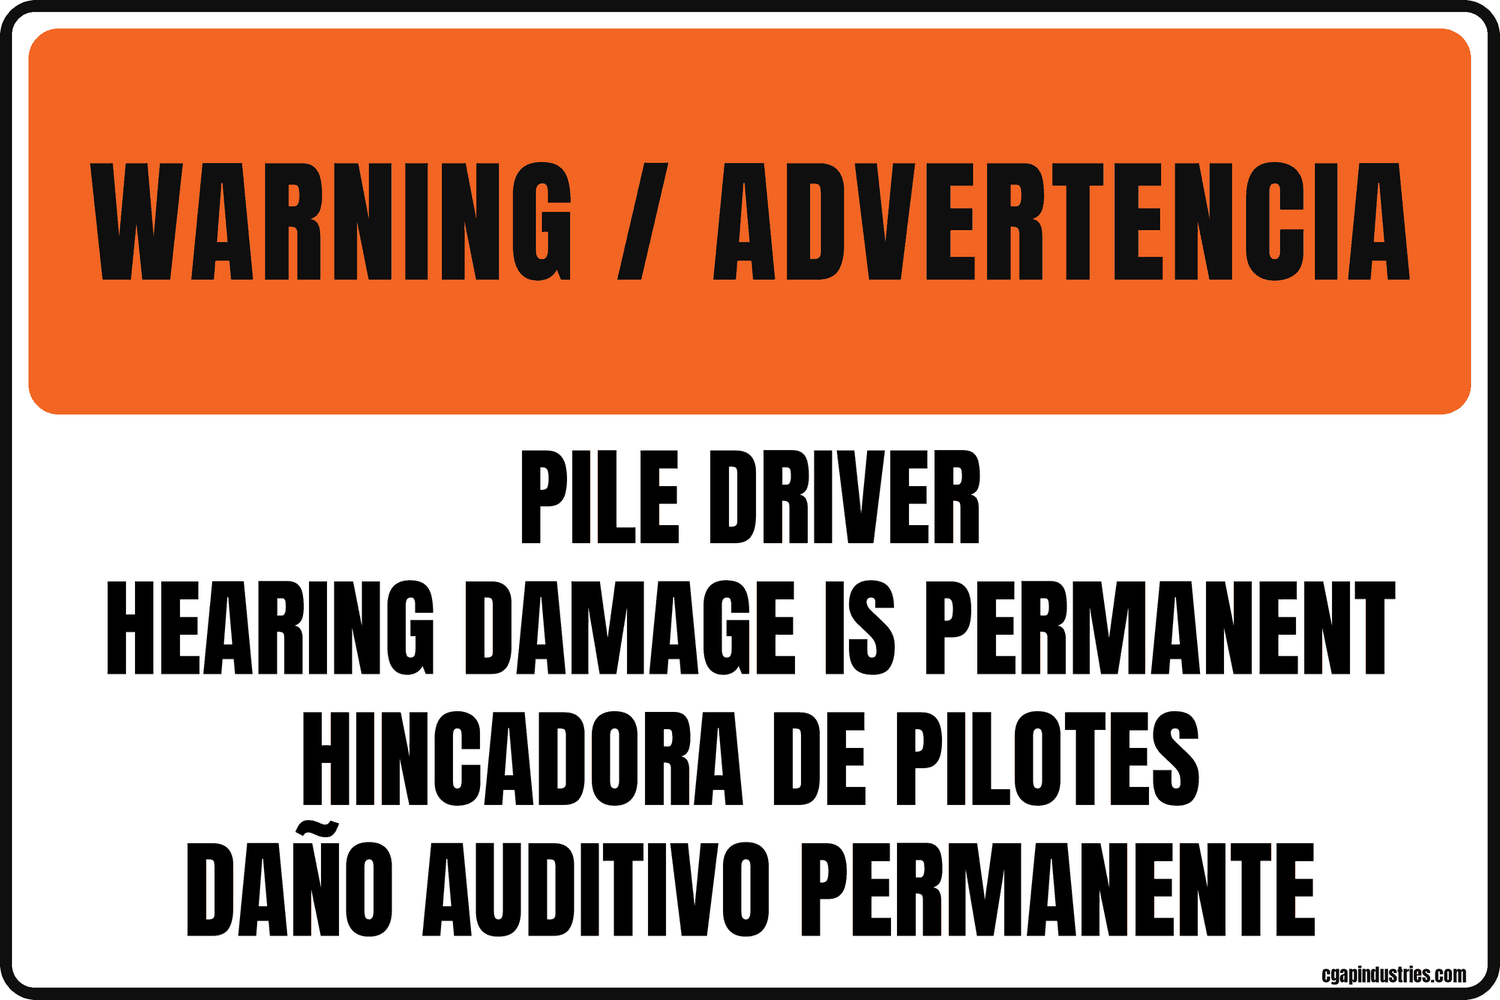 WARNING / ADVERTENCIA
PILE DRIVER
HEARING DAMAGE IS PERMANENT
HINCADORA DE PILOTES
DAÑO AUDITIVO PERMANENTE
cgapindustries.com